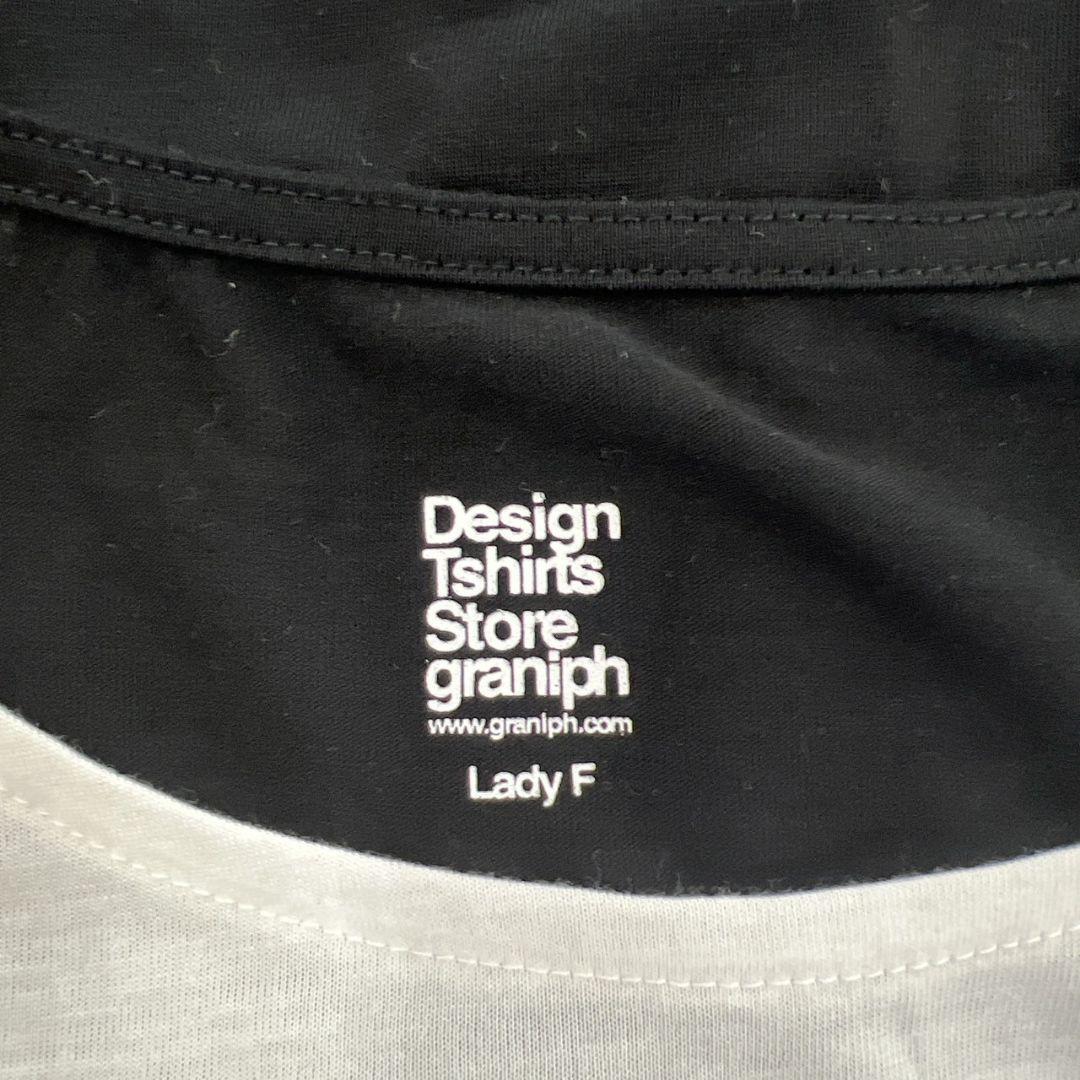 Design
Tshirts
Store
graniph
www.graniph.com
Lady F